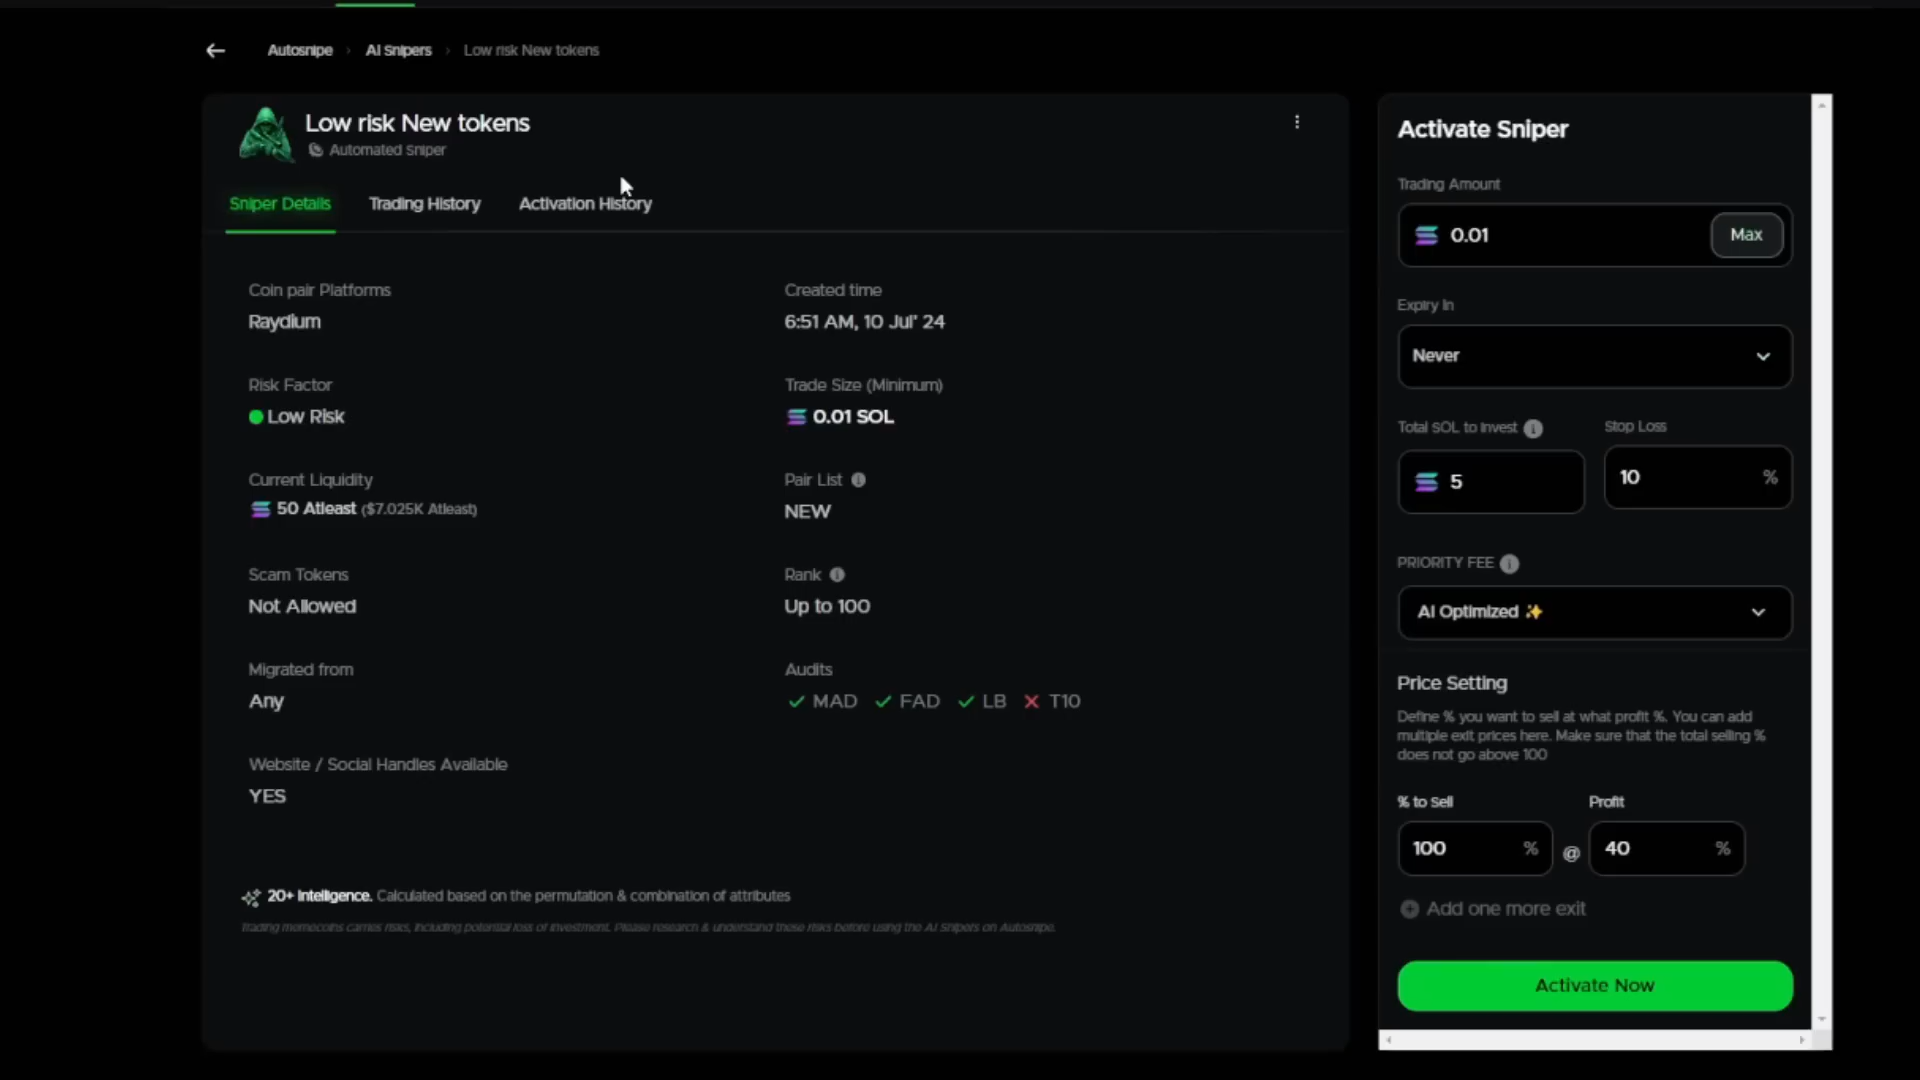 Autosnipe › AI Snipers › Low risk New tokens
Low risk New tokens
Automated Sniper
Sniper Details
Trading History
Activation History
Coin pair Platforms
Raydium
Created time
6:51 AM, 10 Jul' 24
Risk Factor
Low Risk
Trade Size (Minimum)
0.01 SOL
Current Liquidity
50 Atleast ($7.025K Atleast)
Pair List
NEW
Scam Tokens
Not Allowed
Rank
Up to 100
Migrated from
Any
Audits
MAD FAD LB T10
Website / Social Handles Available
YES
20+ Intelligence. Calculated based on the permutation & combination of attributes
Trading memecoins carries risks, including potential loss of investment. Please research & understand these risks before using the AI Snipers on Autosnipe.
Activate Sniper
Trading Amount
0.01
Max
Expiry In
Never
Total SOL to Invest
5
Stop Loss
10 %
PRIORITY FEE
AI Optimized ✨
Price Setting
Define % you want to sell at what profit %. You can add
multiple exit prices here. Make sure that the total selling %
does not go above 100
% to Sell
Profit
100 % @ 40 %
Add one more exit
Activate Now